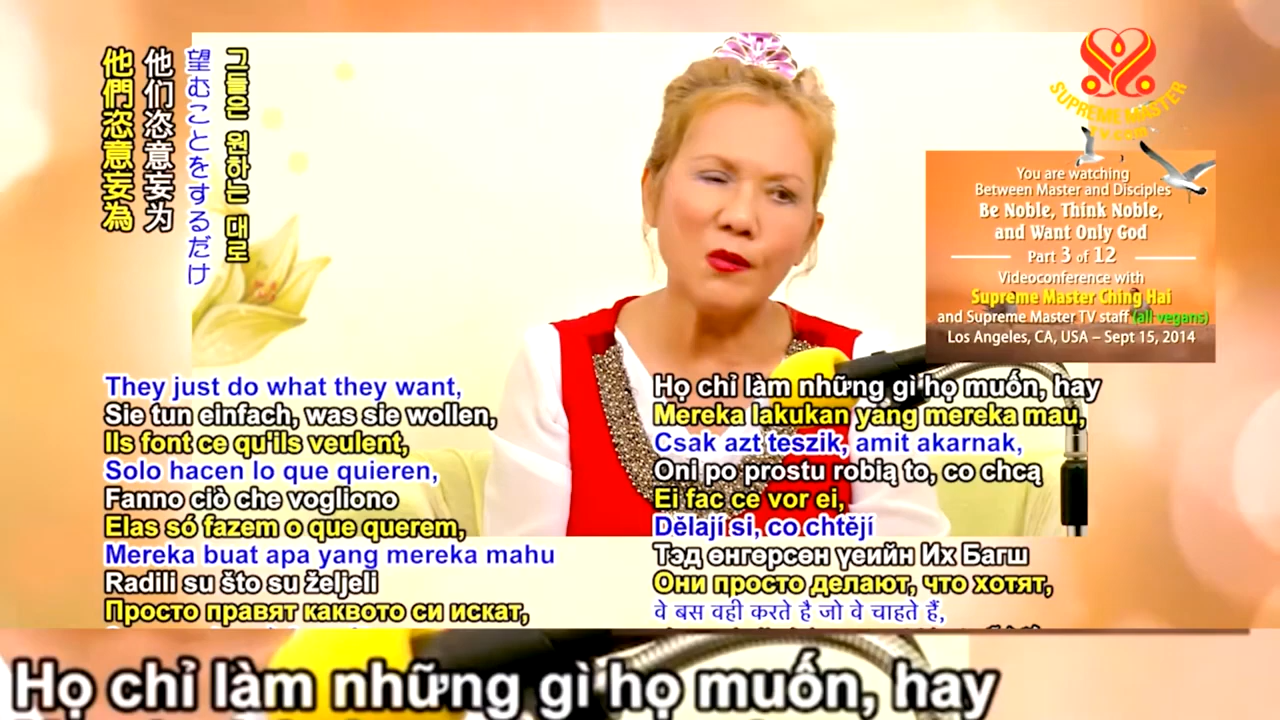 他們恣意妄為
他们恣意妄为
望むことをするだけ
그들은 원하는 대로
SUPREME MASTER
TV.com
You are watching
Between Master and Disciples
Be Noble, Think Noble,
and Want Only God
Part 3 of 12
Videoconference with
Supreme Master Ching Hai
and Supreme Master TV staff (all vegans)
Los Angeles, CA, USA – Sept 15, 2014
They just do what they want,
Sie tun einfach, was sie wollen,
Ils font ce qu'ils veulent,
Solo hacen lo que quieren,
Fanno ciò che vogliono
Elas só fazem o que querem,
Mereka buat apa yang mereka mahu
Radili su što su željeli
Просто правят каквото си искат,
Họ chỉ làm những gì họ muốn, hay
Mereka lakukan yang mereka mau,
Csak azt teszik, amit akarnak,
Oni po prostu robią to, co chcą
Ei fac ce vor ei,
Dělají si, co chtějí
Тэд өнгөрсөн үеийн Их Багш
Они просто делают, что хотят,
वे बस वही करते है जो वे चाहते हैं,
Họ chỉ làm những gì họ muốn, hay